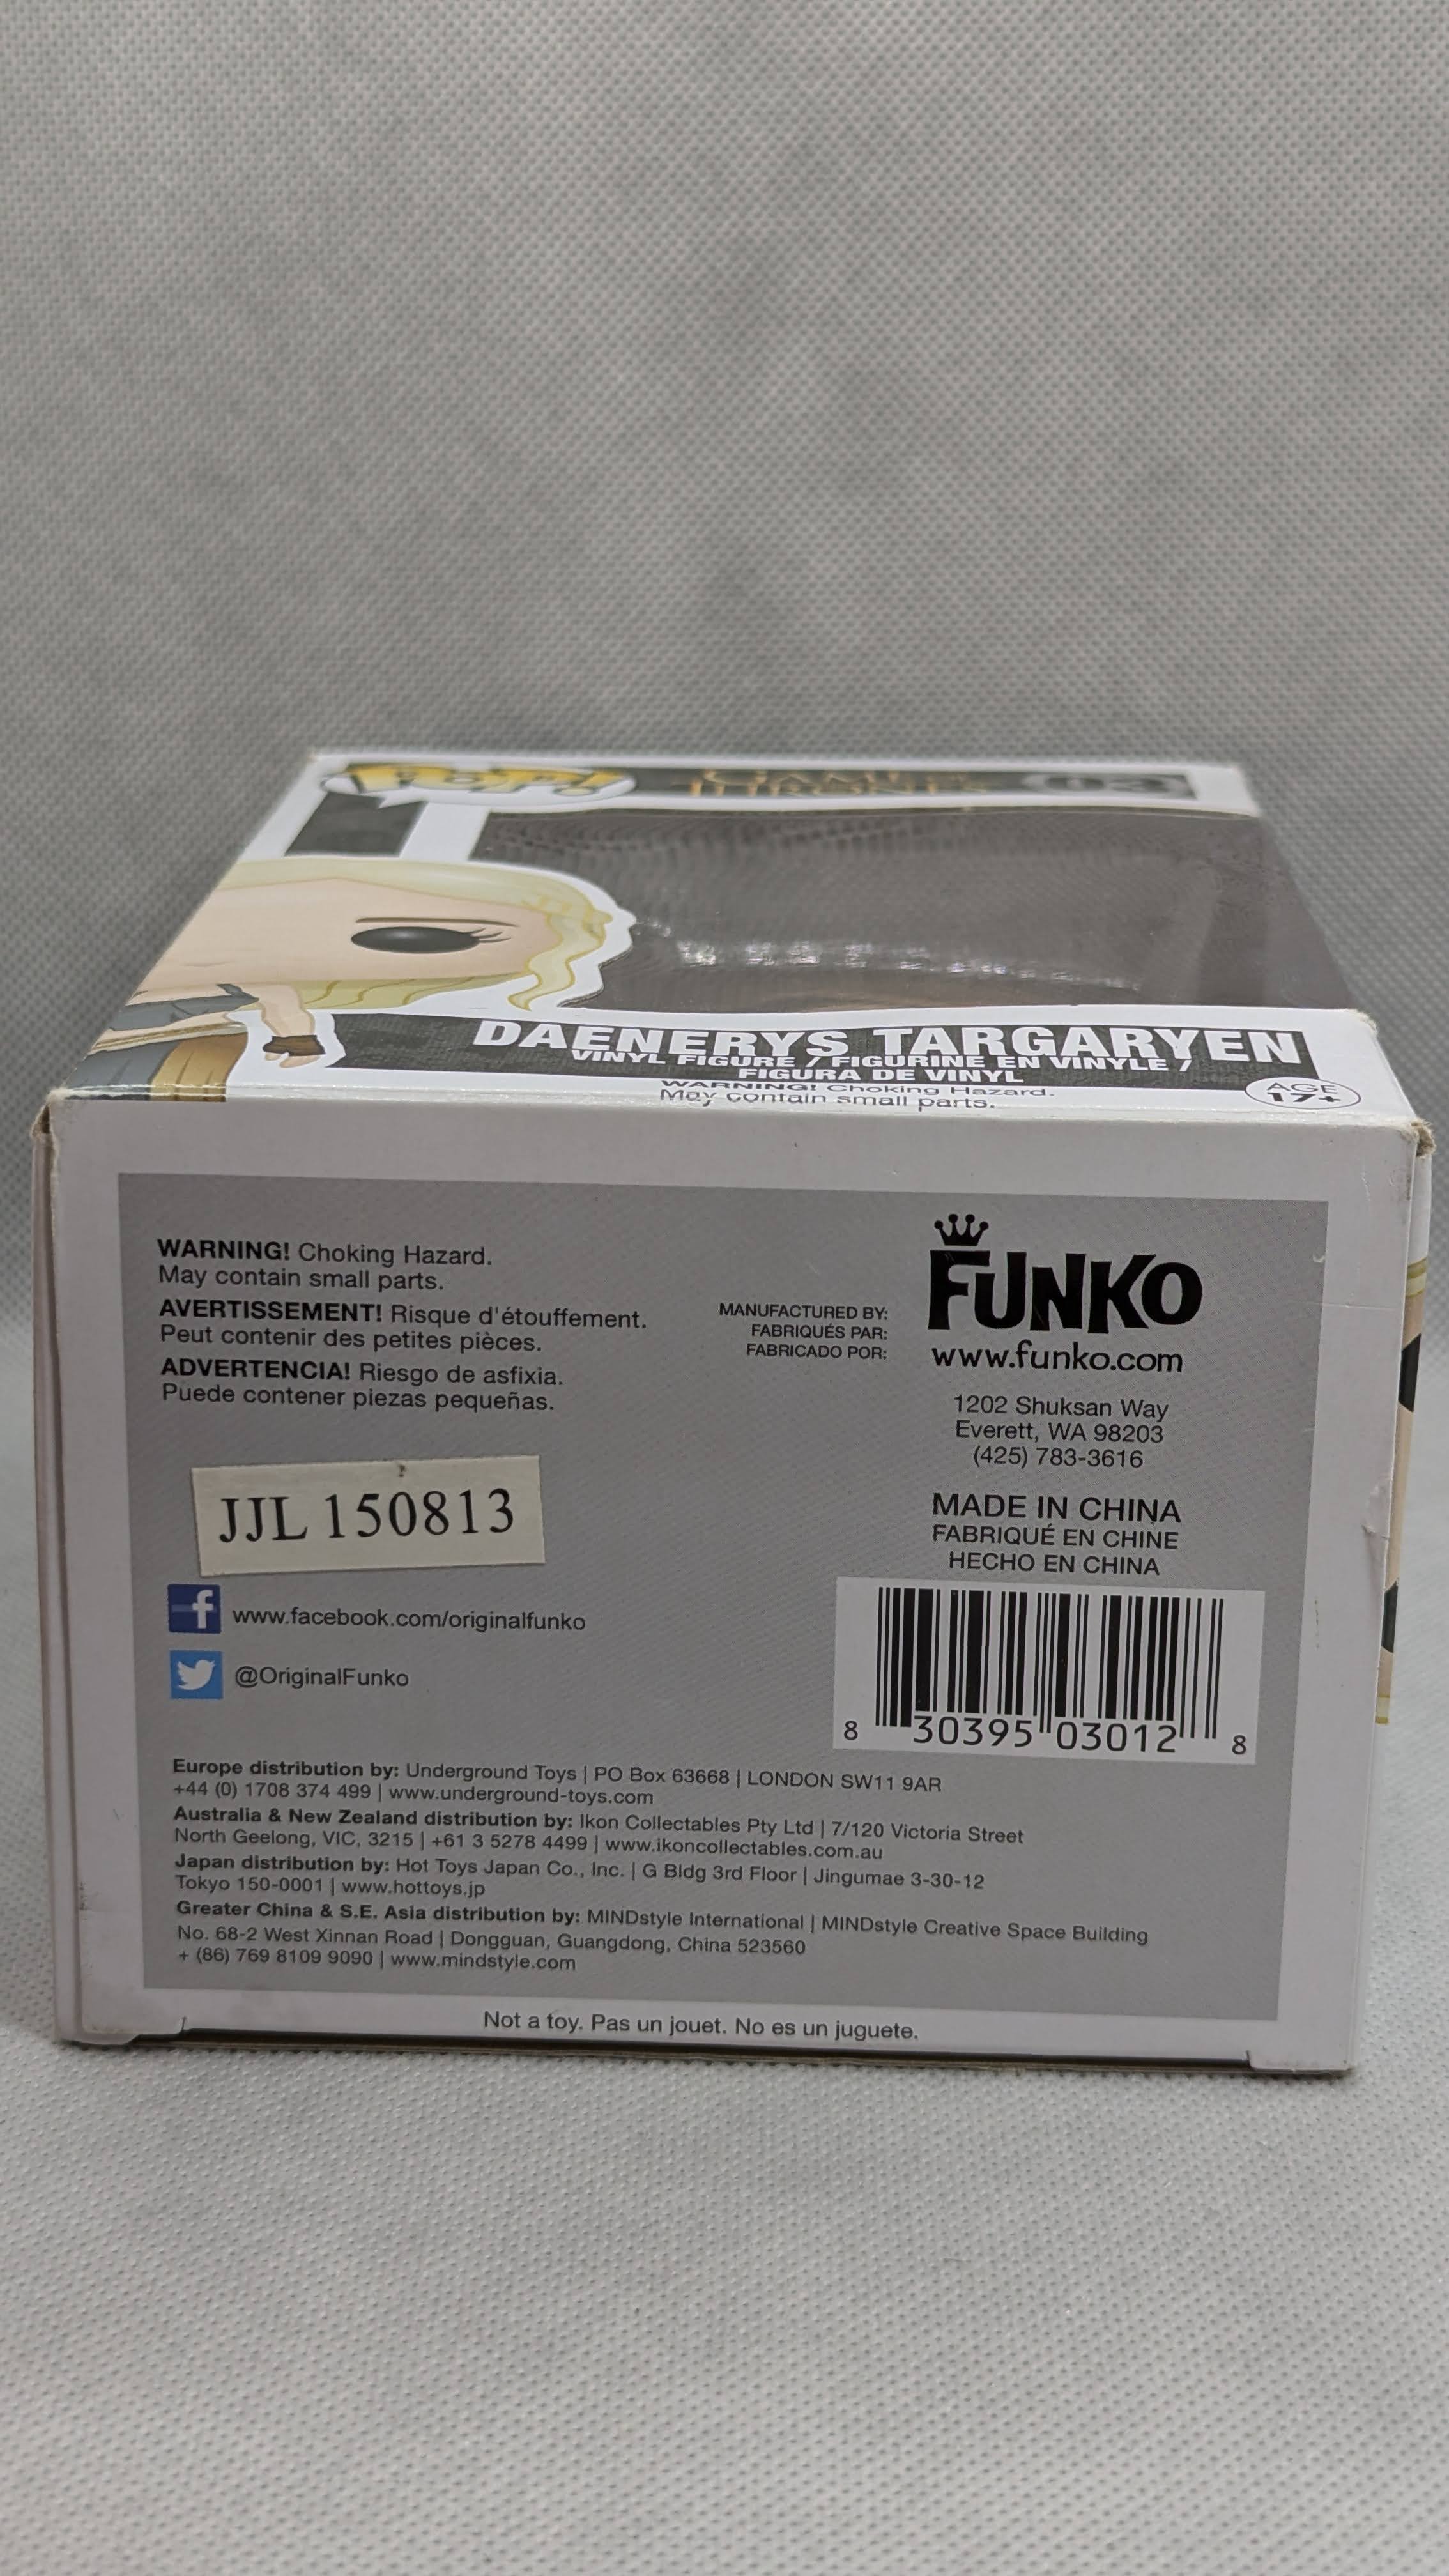 POP!
GAME OF
THRONES
03
DAENERYS TARGARYEN
VINYL FIGURE / FIGURINE EN VINYLE /
FIGURA DE VINYL
WARNING! Choking Hazard.
May contain small parts.
AGE
17+
WARNING! Choking Hazard.
May contain small parts.
AVERTISSEMENT! Risque d'étouffement.
Peut contenir des petites pièces.
ADVERTENCIA! Riesgo de asfixia.
Puede contener piezas pequeñas.
MANUFACTURED BY:
FABRIQUÉS PAR:
FABRICADO POR:
FUNKO
www.funko.com
1202 Shuksan Way
Everett, WA 98203
(425) 783-3616
MADE IN CHINA
FABRIQUÉ EN CHINE
HECHO EN CHINA
JJL 150813
f www.facebook.com/originalfunko
@OriginalFunko
8 30395 03012 8
Europe distribution by: Underground Toys | PO Box 63668 | LONDON SW11 9AR
+44 (0) 1708 374 499 | www.underground-toys.com
Australia & New Zealand distribution by: Ikon Collectables Pty Ltd | 7/120 Victoria Street
North Geelong, VIC, 3215 | +61 3 5278 4499 | www.ikoncollectables.com.au
Japan distribution by: Hot Toys Japan Co., Inc. | G Bldg 3rd Floor | Jingumae 3-30-12
Tokyo 150-0001 | www.hottoys.jp
Greater China & S.E. Asia distribution by: MINDstyle International | MINDstyle Creative Space Building
No. 68-2 West Xinnan Road | Dongguan, Guangdong, China 523560
+ (86) 769 8109 9090 | www.mindstyle.com
Not a toy. Pas un jouet. No es un juguete.